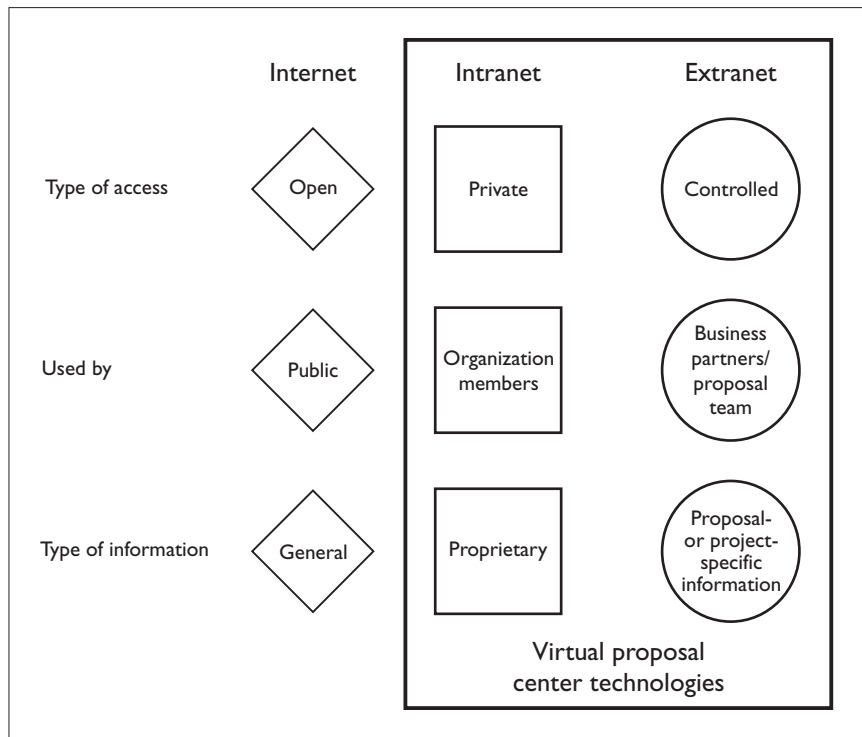 Internet
Intranet
Extranet
Type of access
Open
Private
Controlled
Used by
Public
Organization
members
Business
partners/
proposal
team
Type of information
General
Proprietary
Proposal-
or project-
specific
information
Virtual proposal
center technologies